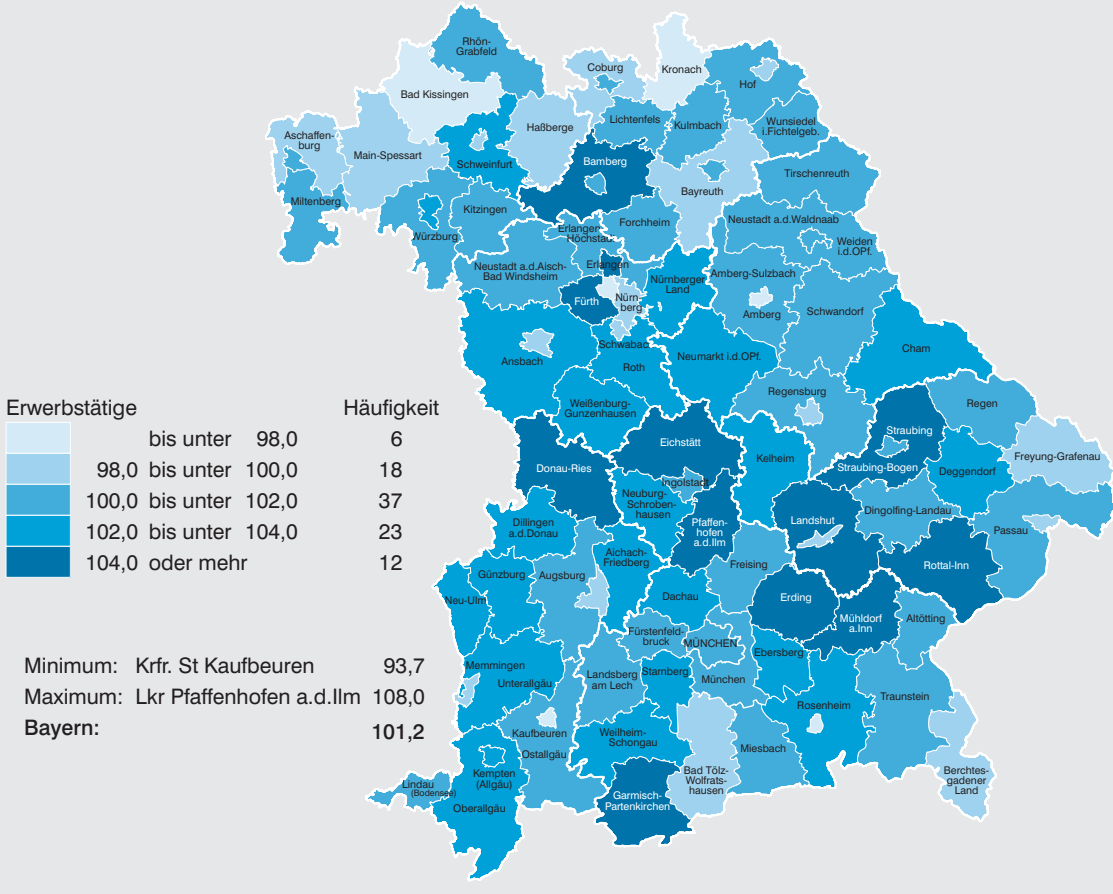 Rhön-
Grabfeld
Coburg
Kronach
Hof
Bad Kissingen
Lichtenfels
Kulmbach
Wunsiedel
i.Fichtelgeb.
Aschaffen-
burg
Haßberge
Main-Spessart
Schweinfurt
Bamberg
Bayreuth
Tirschenreuth
Miltenberg
Kitzingen
Würzburg
Forchheim
Erlangen-
Höchstadt
Neustadt a.d.Waldnaab
Weiden
i.d.OPf.
Neustadt a.d.Aisch-
Bad Windsheim
Erlangen
Nürnberger
Land
Amberg-Sulzbach
Fürth
Nürn-
berg
Amberg
Schwandorf
Ansbach
Schwabach
Roth
Neumarkt i.d.OPf.
Cham
Weißenburg-
Gunzenhausen
Regensburg
Regen
Straubing
Eichstätt
Freyung-Grafenau
Donau-Ries
Kelheim
Straubing-Bogen
Deggendorf
Ingolstadt
Neuburg-
Schroben-
hausen
Pfaffen-
hofen
a.d.Ilm
Landshut
Dingolfing-Landau
Passau
Dillingen
a.d.Donau
Aichach-
Friedberg
Freising
Rottal-Inn
Günzburg
Augsburg
Neu-Ulm
Dachau
Erding
Mühldorf
a.Inn
Altötting
Fürstenfeld-
bruck
MÜNCHEN
Ebersberg
Memmingen
Unterallgäu
Landsberg
am Lech
Starnberg
München
Rosenheim
Traunstein
Kaufbeuren
Ostallgäu
Weilheim-
Schongau
Miesbach
Bad Tölz-
Wolfrats-
hausen
Berchtes-
gadener
Land
Kempten
(Allgäu)
Lindau
(Bodensee)
Oberallgäu
Garmisch-
Partenkirchen
Erwerbstätige Häufigkeit
bis unter 98,0 6
98,0 bis unter 100,0 18
100,0 bis unter 102,0 37
102,0 bis unter 104,0 23
104,0 oder mehr 12
Minimum: Krfr. St Kaufbeuren 93,7
Maximum: Lkr Pfaffenhofen a.d.Ilm 108,0
Bayern: 101,2